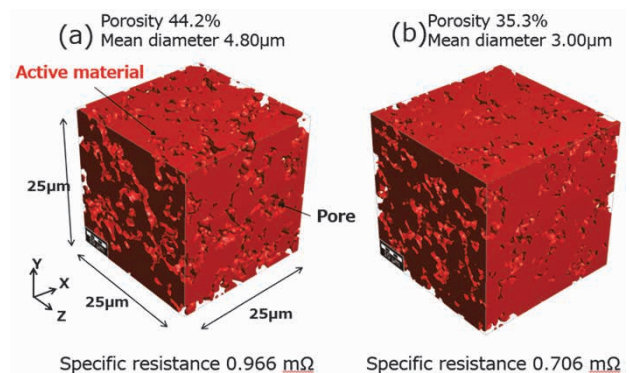 (a)
Porosity 44.2%
Mean diameter 4.80μm
(b)
Porosity 35.3%
Mean diameter 3.00μm
Active material
25μm
Pore
Y
X
Z
25μm
25μm
Specific resistance 0.966 mΩ
Specific resistance 0.706 mΩ